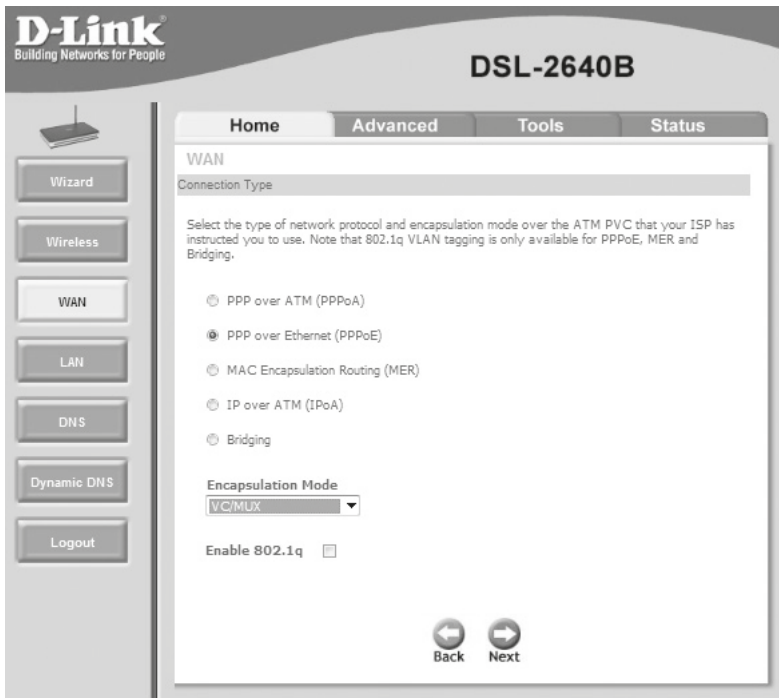 D-Link
Building Networks for People
DSL-2640B
Home Advanced Tools Status
Wizard
Wireless
WAN
LAN
DNS
Dynamic DNS
Logout
WAN
Connection Type
Select the type of network protocol and encapsulation mode over the ATM PVC that your ISP has
instructed you to use. Note that 802.1q VLAN tagging is only available for PPPoE, MER and
Bridging.
PPP over ATM (PPPoA)
PPP over Ethernet (PPPoE)
MAC Encapsulation Routing (MER)
IP over ATM (IPoA)
Bridging
Encapsulation Mode
VC/MUX
Enable 802.1q
Back Next